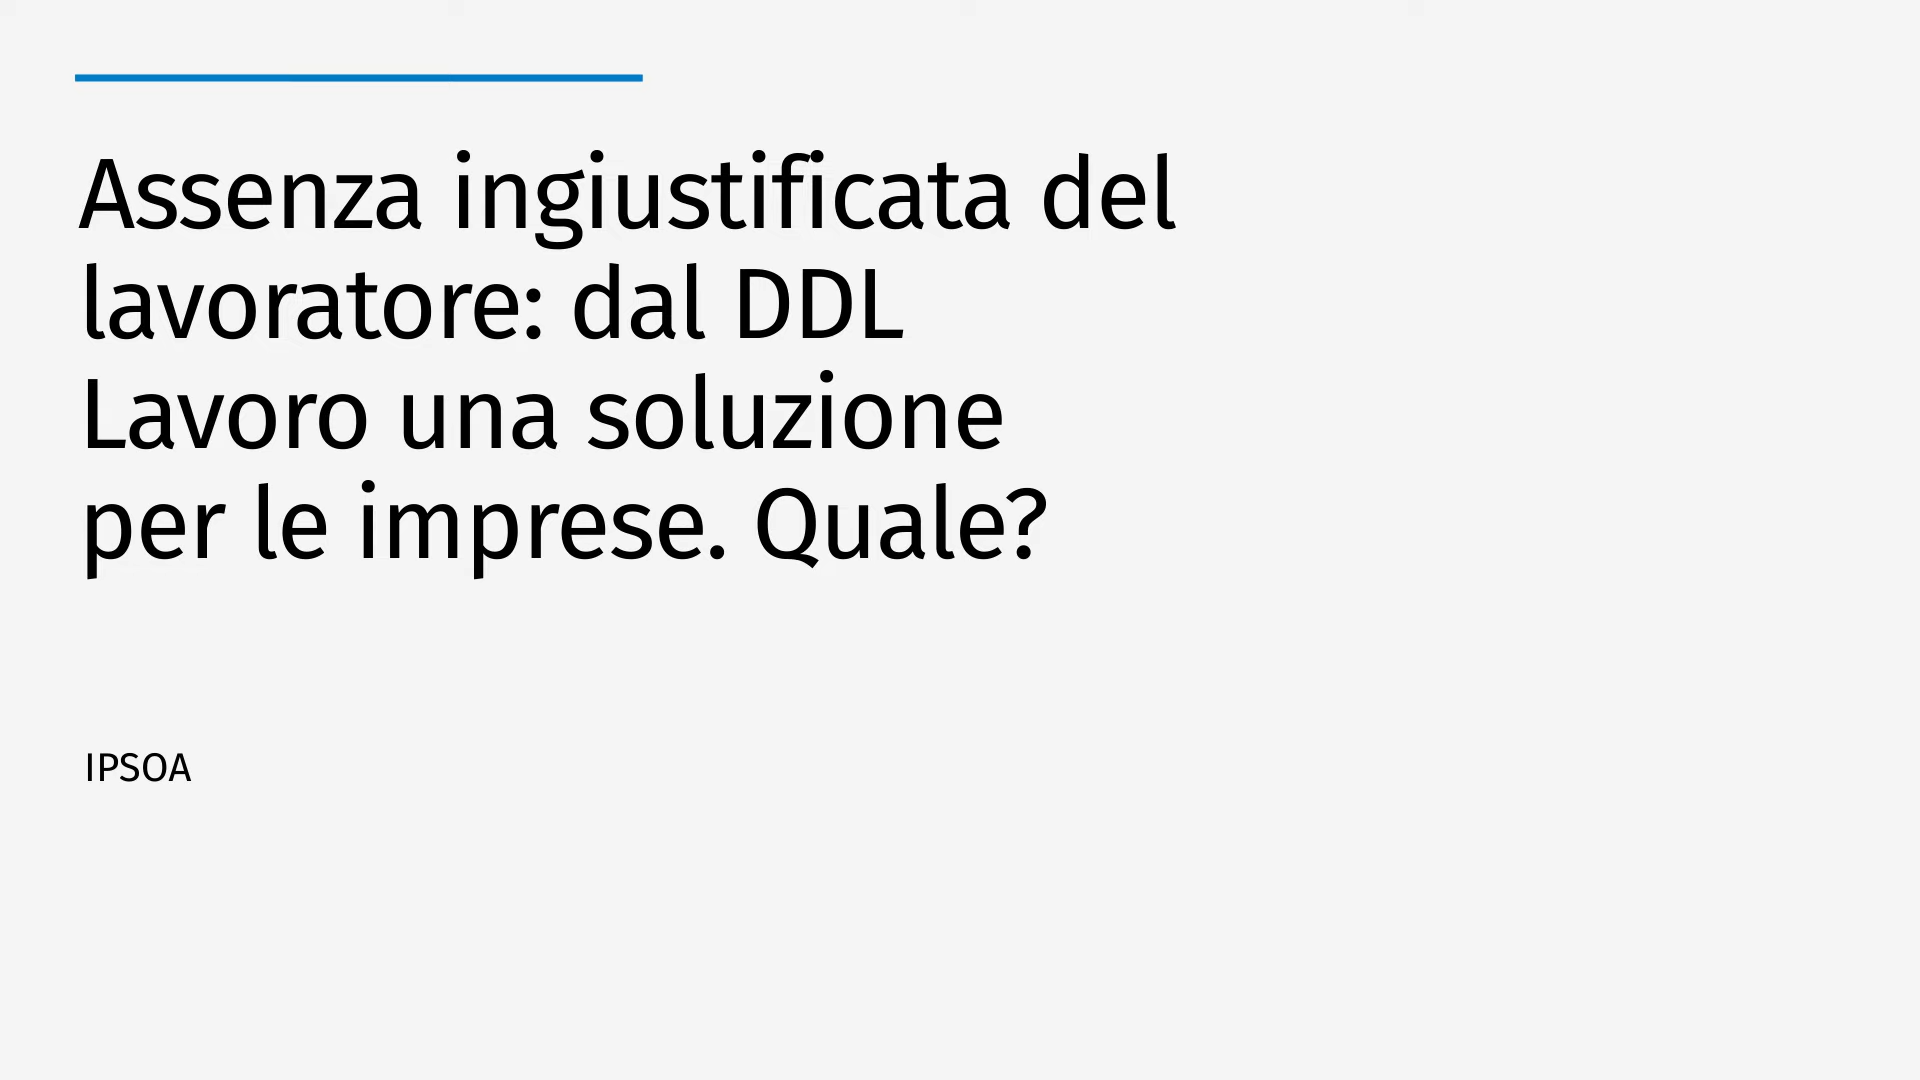 Assenza ingiustificata del
lavoratore: dal DDL
Lavoro una soluzione
per le imprese. Quale?
IPSOA